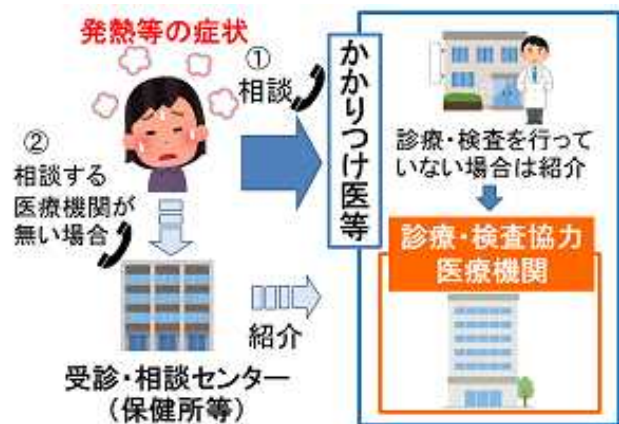 発熱等の症状
①
相談
②
相談する
医療機関が
無い場合
受診・相談センター
(保健所等)
紹介
かかりつけ医等
診療・検査を行って
いない場合は紹介
診療・検査協力
医療機関